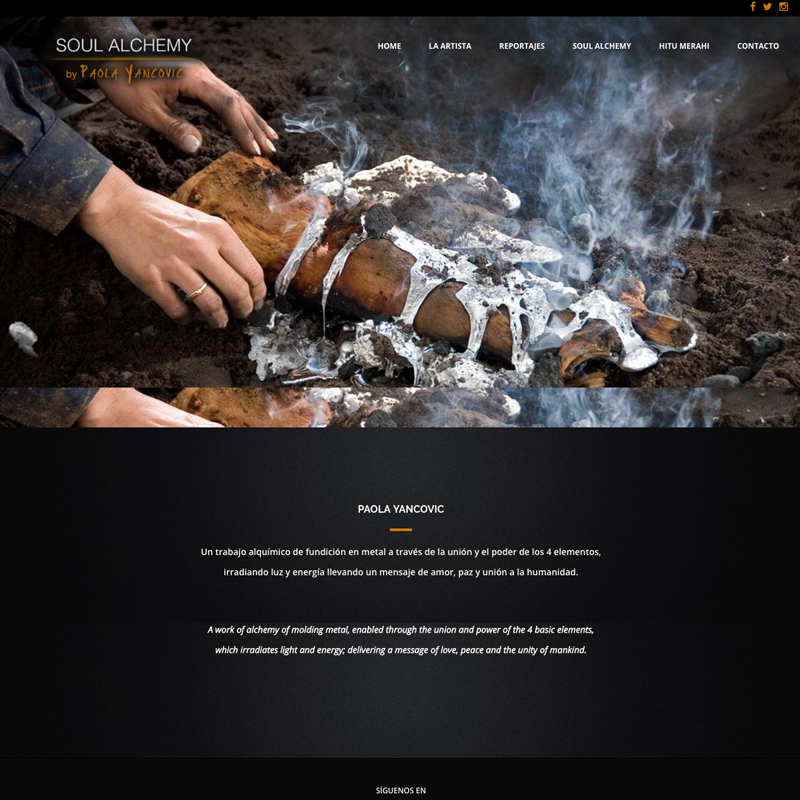 SOUL ALCHEMY
by PAOLA YANCOVIC
HOME LA ARTISTA REPORTAJES SOUL ALCHEMY HITU MERAHI CONTACTO
PAOLA YANCOVIC
Un trabajo alquímico de fundición en metal a través de la unión y el poder de los 4 elementos,
irradiando luz y energía llevando un mensaje de amor, paz y unión a la humanidad.
A work of alchemy of molding metal, enabled through the union and power of the 4 basic elements,
which irradiates light and energy; delivering a message of love, peace and the unity of mankind.
SÍGUENOS EN